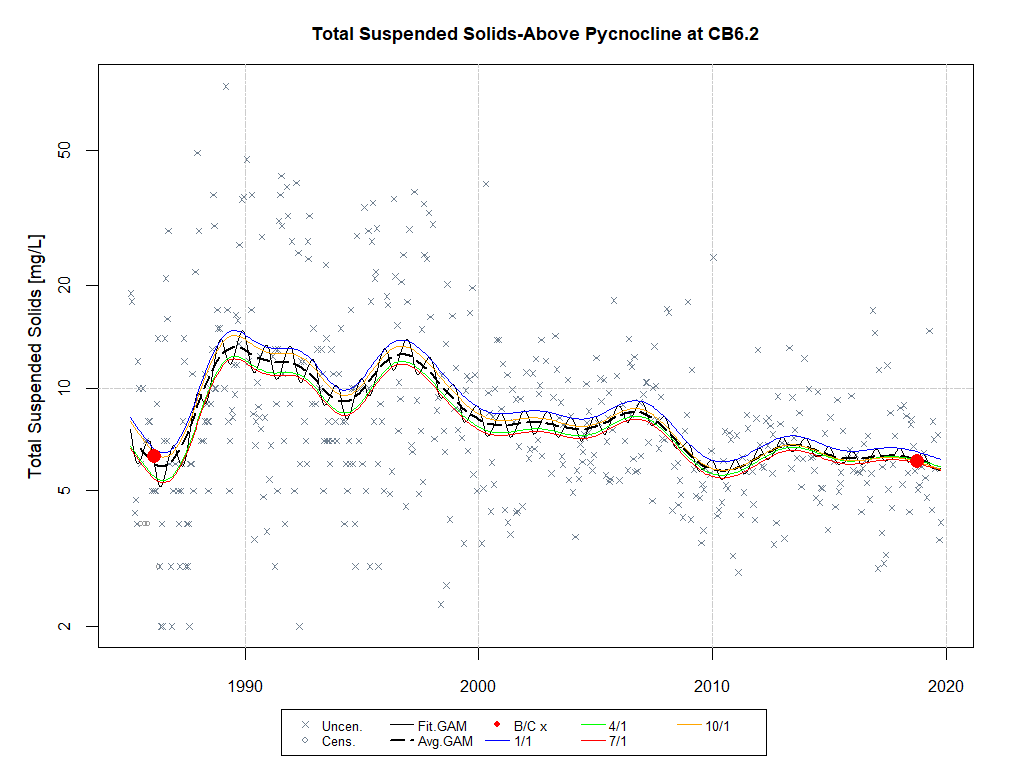 Total Suspended Solids-Above Pycnocline at CB6.2
Total Suspended Solids [mg/L]
50
20
10
5
2
1990 2000 2010 2020
Uncen. Fit.GAM B/C x 4/1 10/1
Cens. Avg.GAM 1/1 7/1